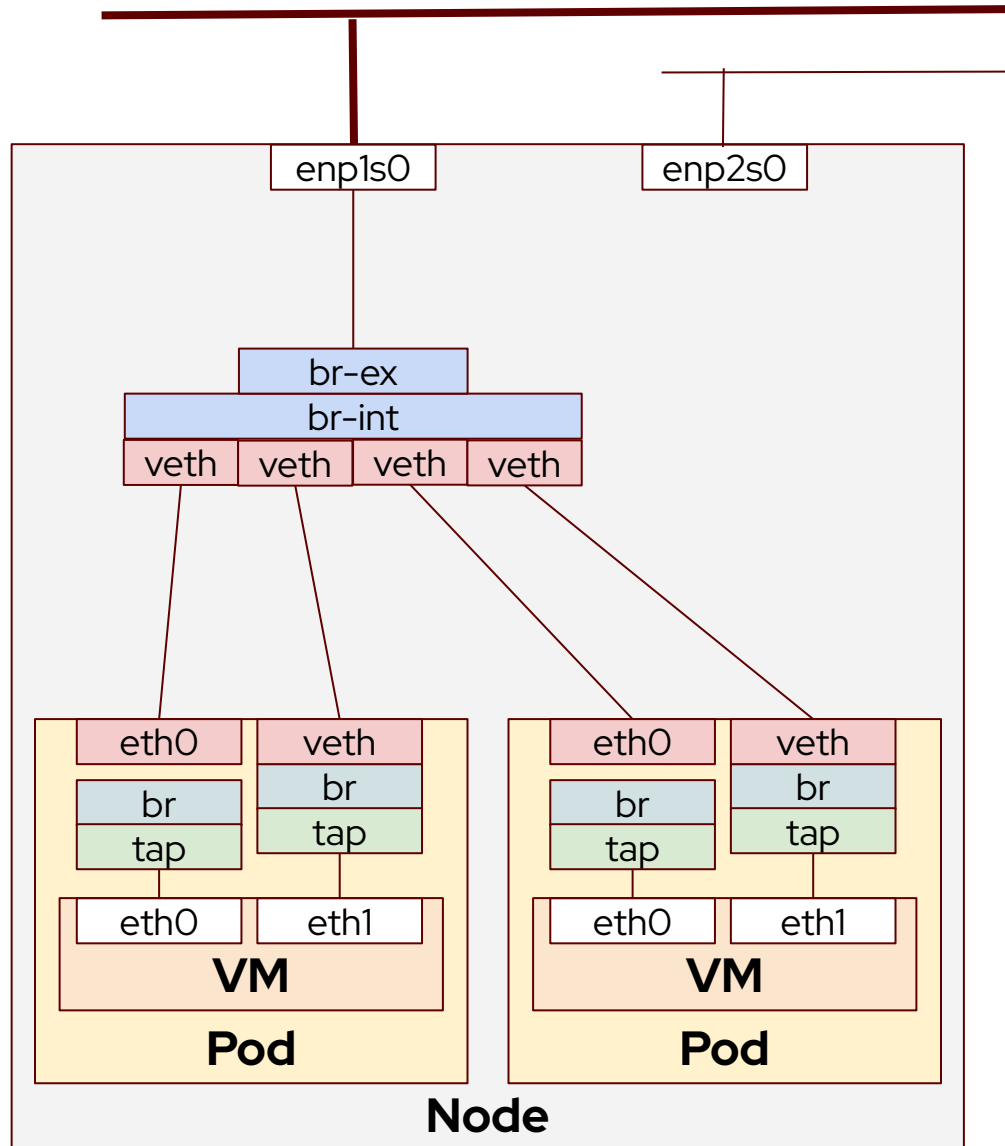 enp1s0
enp2s0
br-ex
br-int
veth veth veth veth
eth0 veth eth0 veth
br br br br
tap tap tap tap
eth0 eth1 eth0 eth1
VM VM
Pod Pod
Node